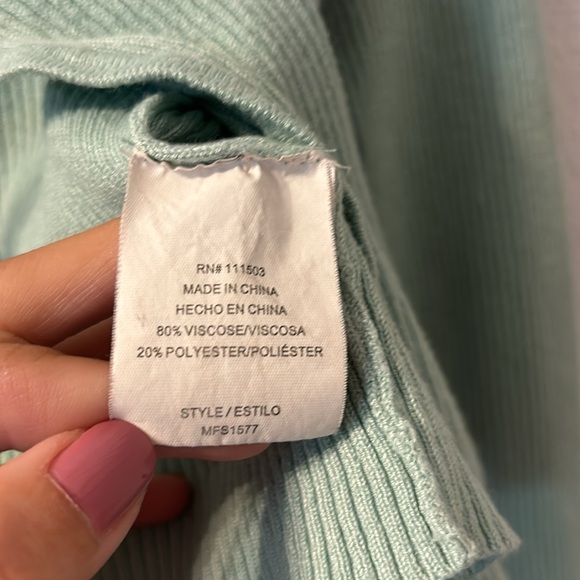 RN# 111503
MADE IN CHINA
HECHO EN CHINA
80% VISCOSE/VISCOSA
20% POLYESTER/POLIÉSTER
STYLE / ESTILO
MFS1577